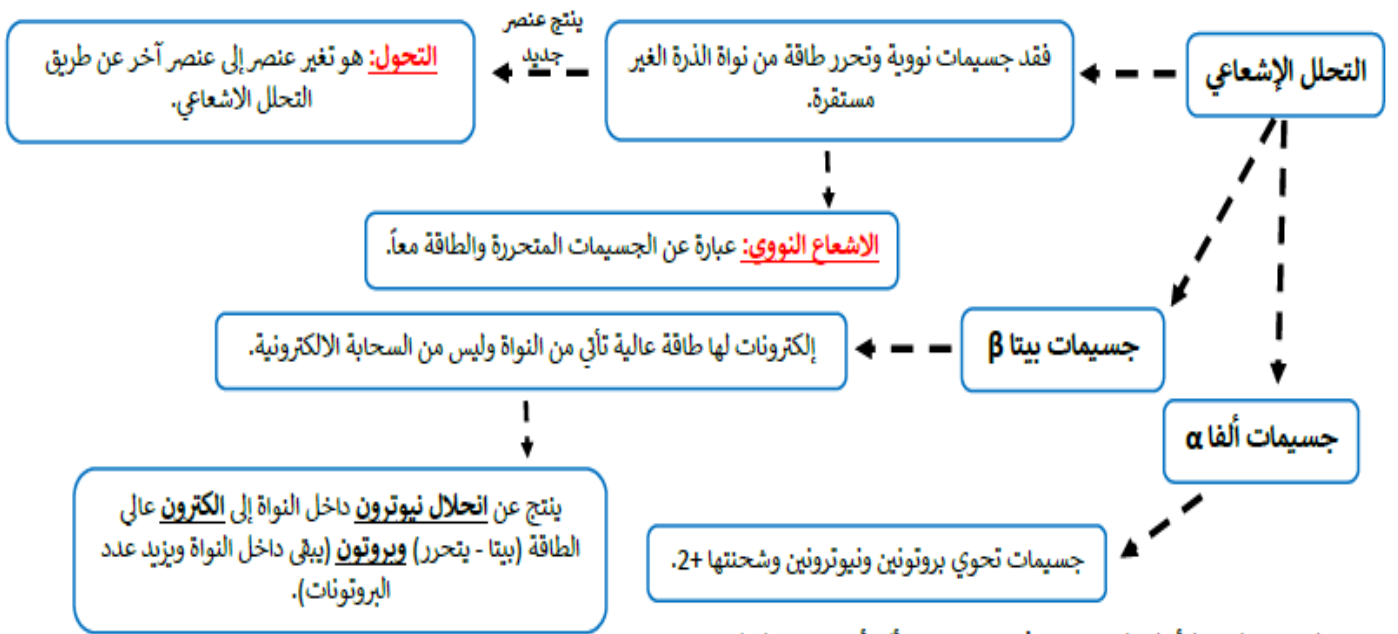 التحلل الإشعاعي
فقد جسيمات نووية وتحرر طاقة من نواة الذرة الغير
مستقرة.
ينتج عنصر
جديد
التحول: هو تغير عنصر إلى عنصر آخر عن طريق
التحلل الاشعاعي.
الاشعاع النووي: عبارة عن الجسيمات المتحررة والطاقة معاً.
جسيمات بيتا β
إلكترونات لها طاقة عالية تأتي من النواة وليس من السحابة الالكترونية.
ينتج عن انحلال نيوترون داخل النواة إلى الكترون عالي
الطاقة (بيتا - يتحرر) وبروتون (يبقى داخل النواة ويزيد عدد
البروتونات).
جسيمات ألفا α
جسيمات تحوي بروتونين ونيوترونين وشحنتها +2.